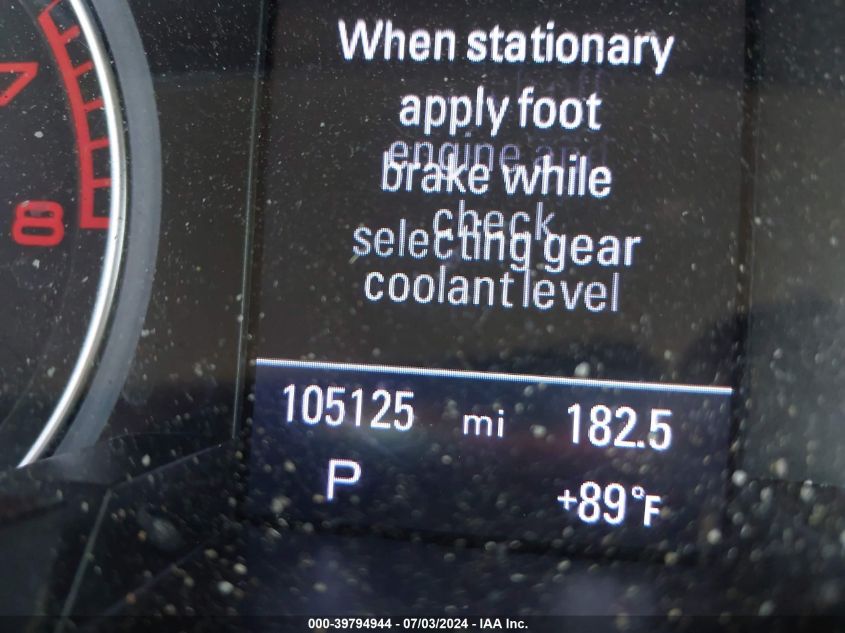 7
8
When stationary
apply foot
engine and
brake while
check
selecting gear
coolant level
105125 mi 182.5
P +89°F
000-39794944 / 07/03/2024 - IAA Inc.